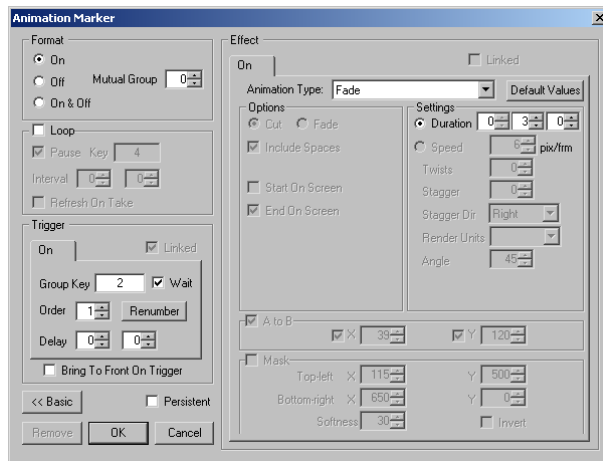 Animation Marker
Format
On
Off
Mutual Group 0
On & Off
Loop
Pause Key 4
Interval 0 0
Refresh On Take
Trigger
On
Linked
Group Key 2 Wait
Order 1 Renumber
Delay 0 0
Bring To Front On Trigger
<< Basic
Persistent
Remove OK Cancel
Effect
On
Linked
Animation Type: Fade Default Values
Options
Cut Fade
Include Spaces
Start On Screen
End On Screen
Settings
Duration 0 3 0
Speed 6 pix/frm
Twists 0
Stagger 0
Stagger Dir Right
Render Units
Angle 45
A to B
X 39 Y 120
Mask
Top-left X 115 Y 500
Bottom-right X 650 Y 0
Softness 30 Invert